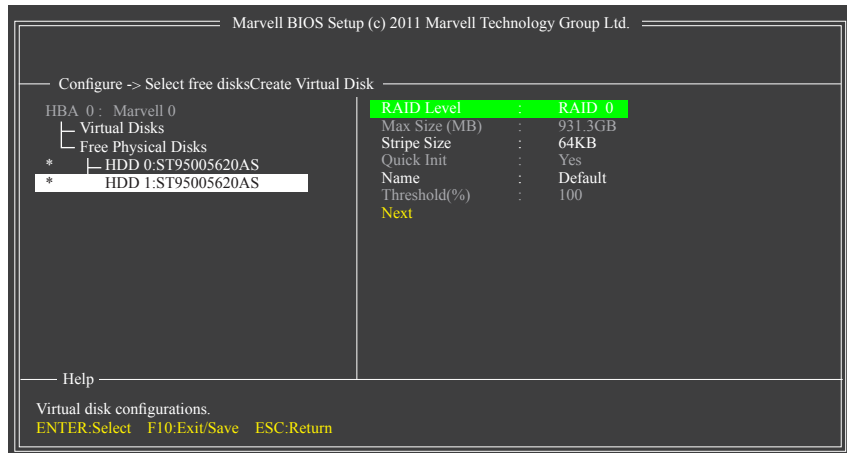 Marvell BIOS Setup (c) 2011 Marvell Technology Group Ltd.
Configure -> Select free disksCreate Virtual Disk
HBA 0 : Marvell 0
Virtual Disks
Free Physical Disks
* HDD 0:ST95005620AS
* HDD 1:ST95005620AS
RAID Level : RAID 0
Max Size (MB) : 931.3GB
Stripe Size : 64KB
Quick Init : Yes
Name : Default
Threshold(%) : 100
Next
Help
Virtual disk configurations.
ENTER:Select F10:Exit/Save ESC:Return